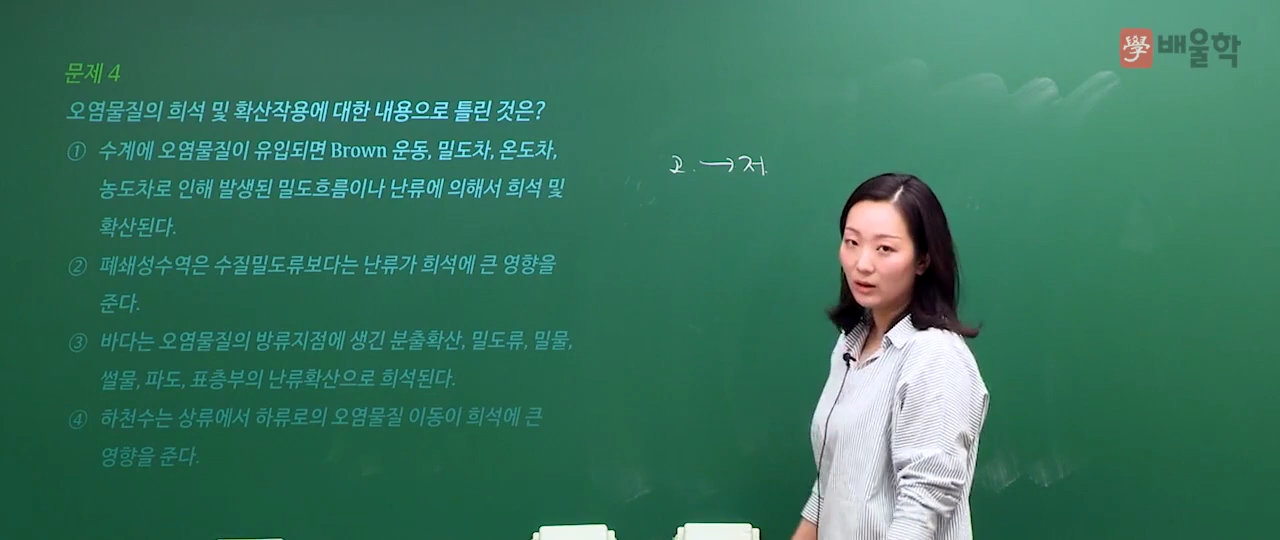 學 배울학
문제 4
오염물질의 희석 및 확산작용에 대한 내용으로 틀린 것은?
① 수계에 오염물질이 유입되면 Brown 운동, 밀도차, 온도차,
농도차로 인해 발생된 밀도흐름이나 난류에 의해서 희석 및
확산된다.
② 폐쇄성수역은 수질밀도류보다는 난류가 희석에 큰 영향을
준다.
③ 바다는 오염물질의 방류지점에 생긴 분출확산, 밀도류, 밀물,
썰물, 파도, 표층부의 난류확산으로 희석된다.
④ 하천수는 상류에서 하류로의 오염물질 이동이 희석에 큰
영향을 준다.
고. → 저.